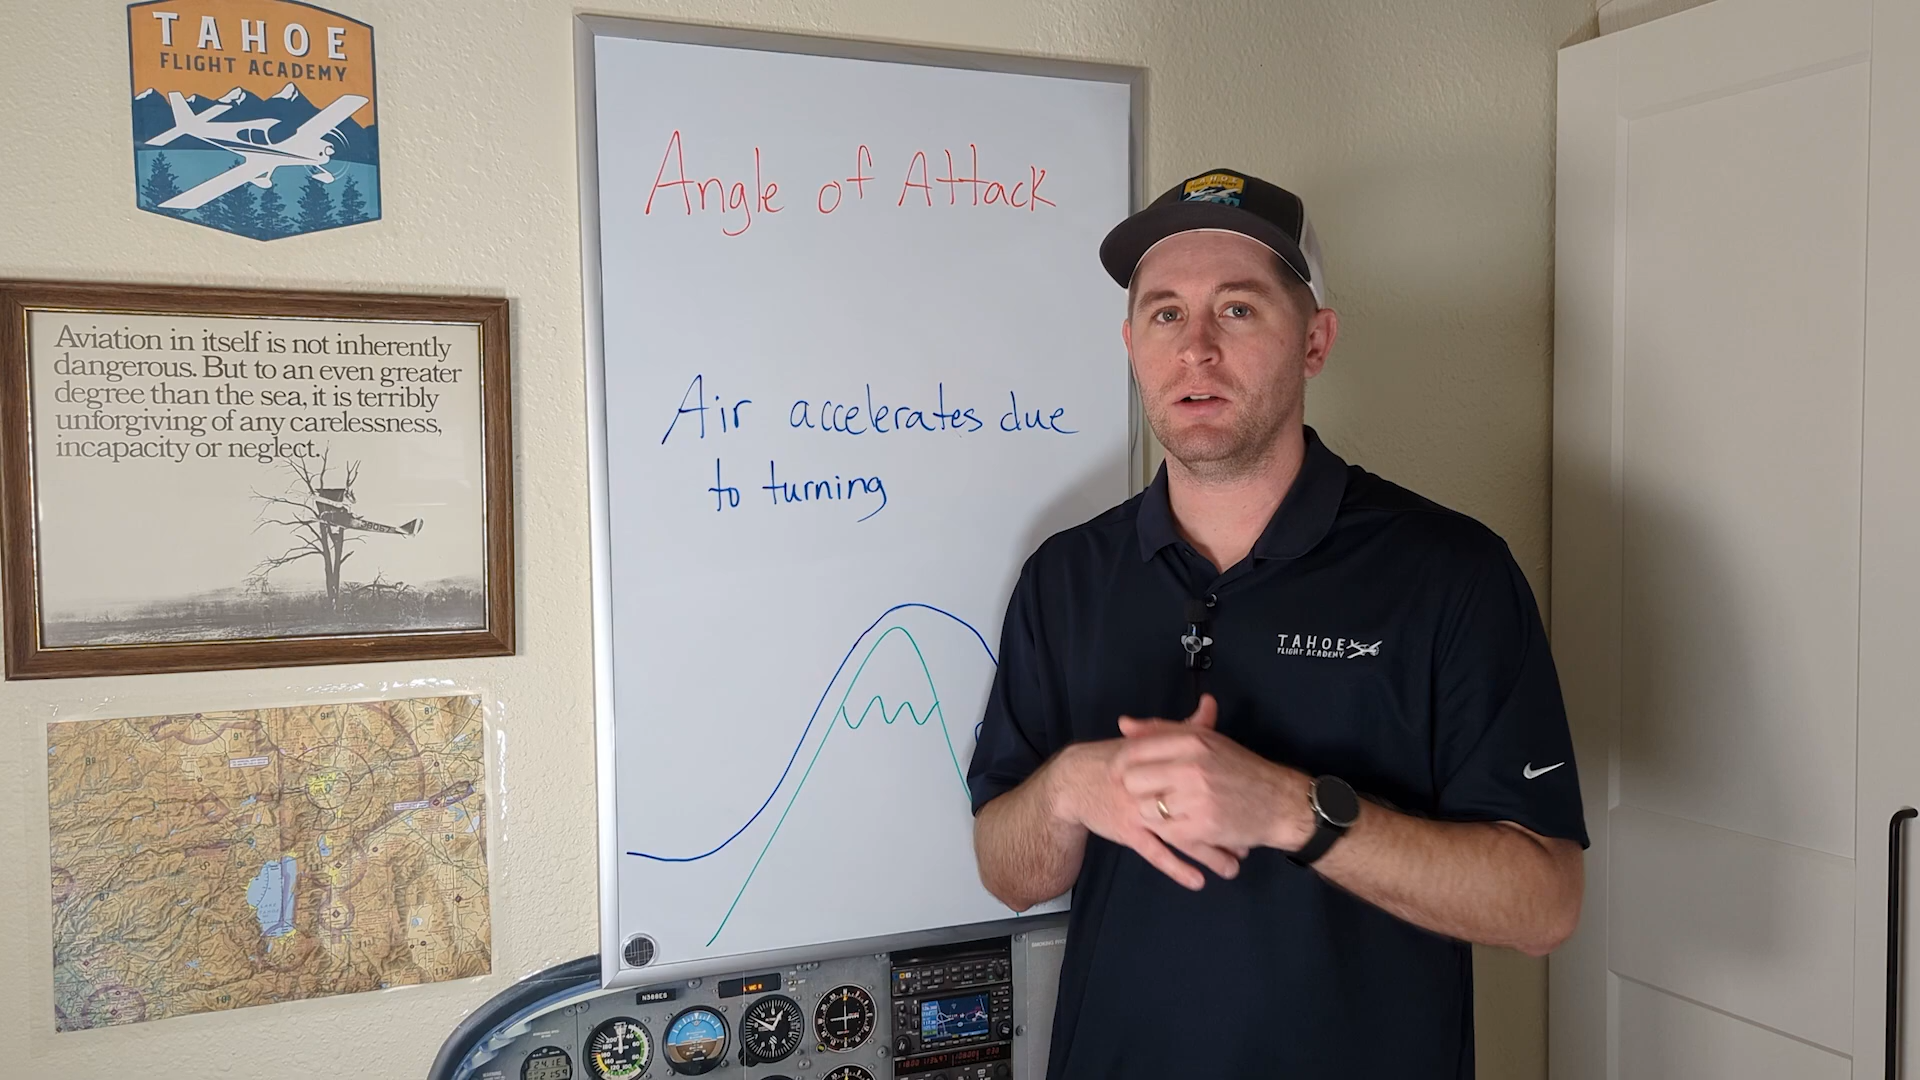 TAHOE
FLIGHT ACADEMY
Aviation in itself is not inherently
dangerous. But to an even greater
degree than the sea, it is terribly
unforgiving of any carelessness,
incapacity or neglect.
Angle of Attack
Air accelerates due
to turning
TAHOE
TAHOE
FLIGHT ACADEMY